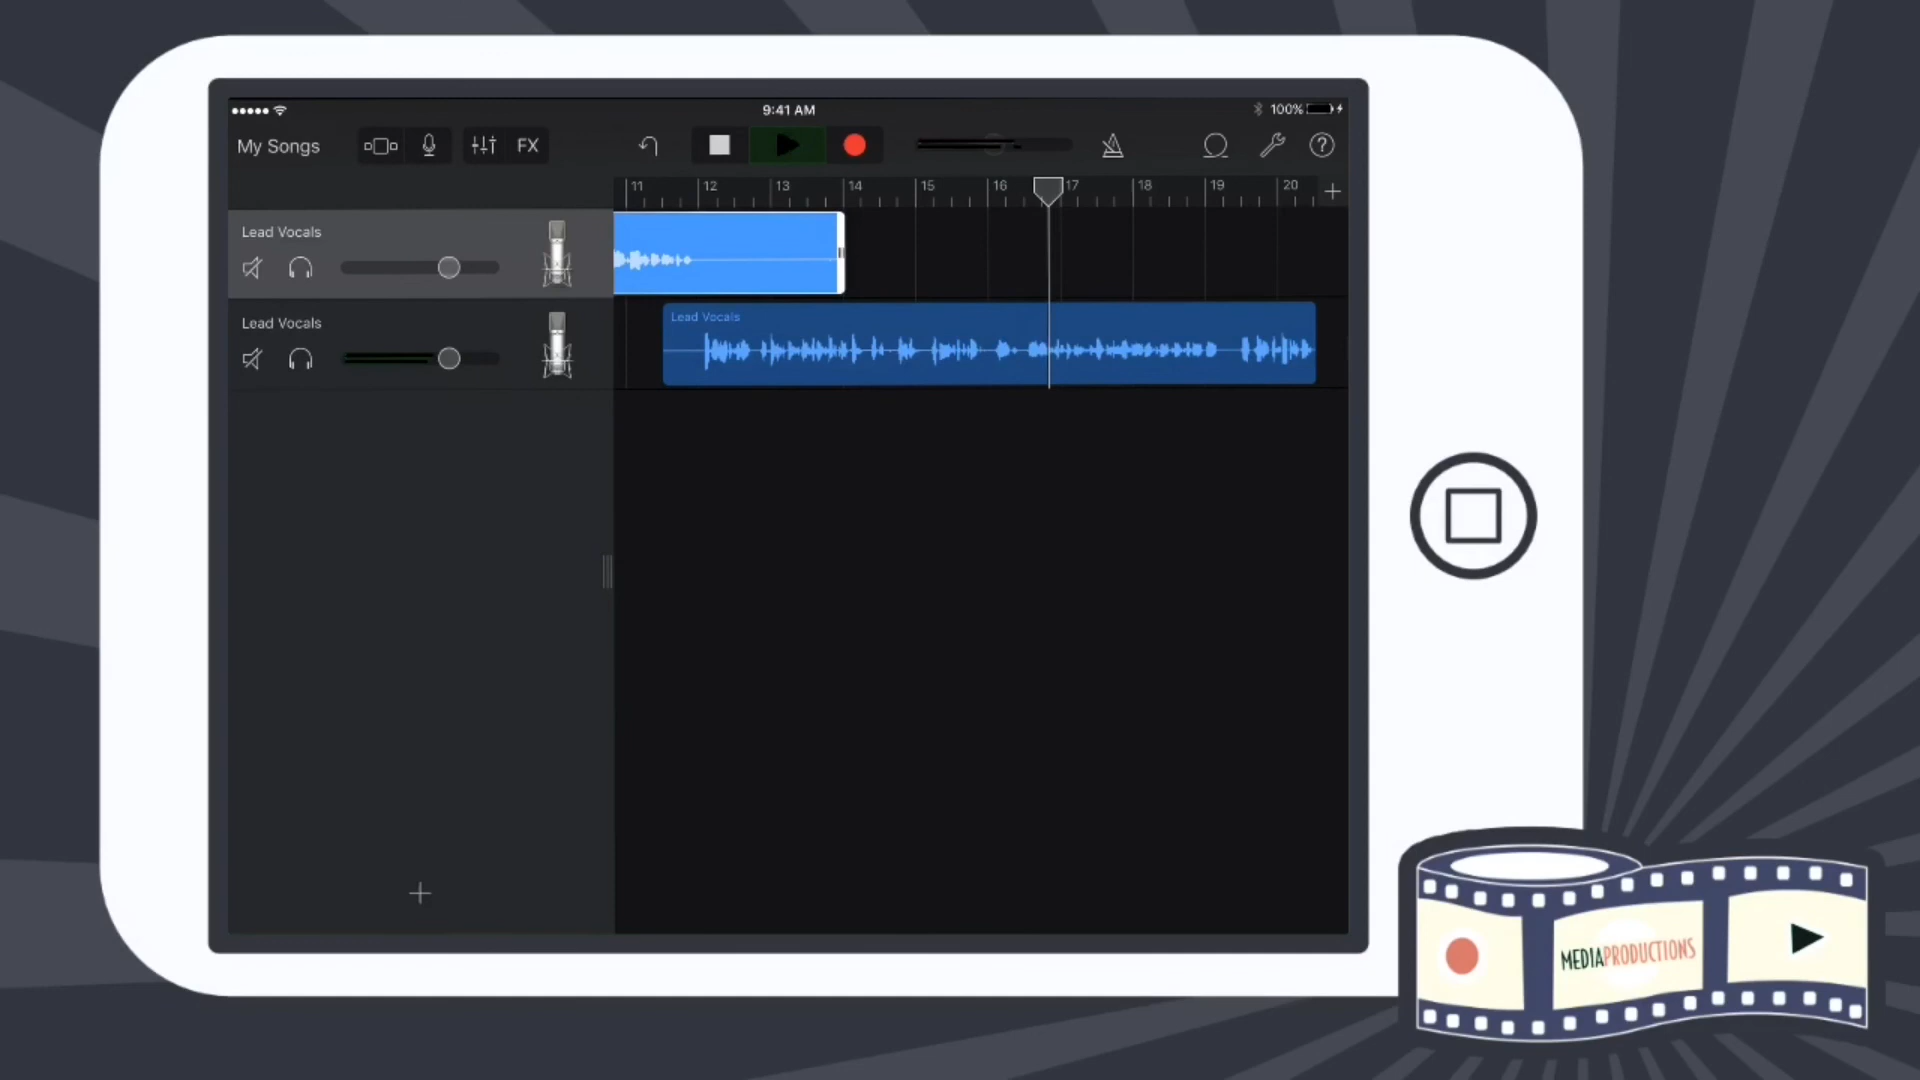 9:41 AM
100%
My Songs
FX
11 12 13 14 15 16 17 18 19 20
Lead Vocals
Lead Vocals
Lead Vocals
MEDIAPRODUCTIONS